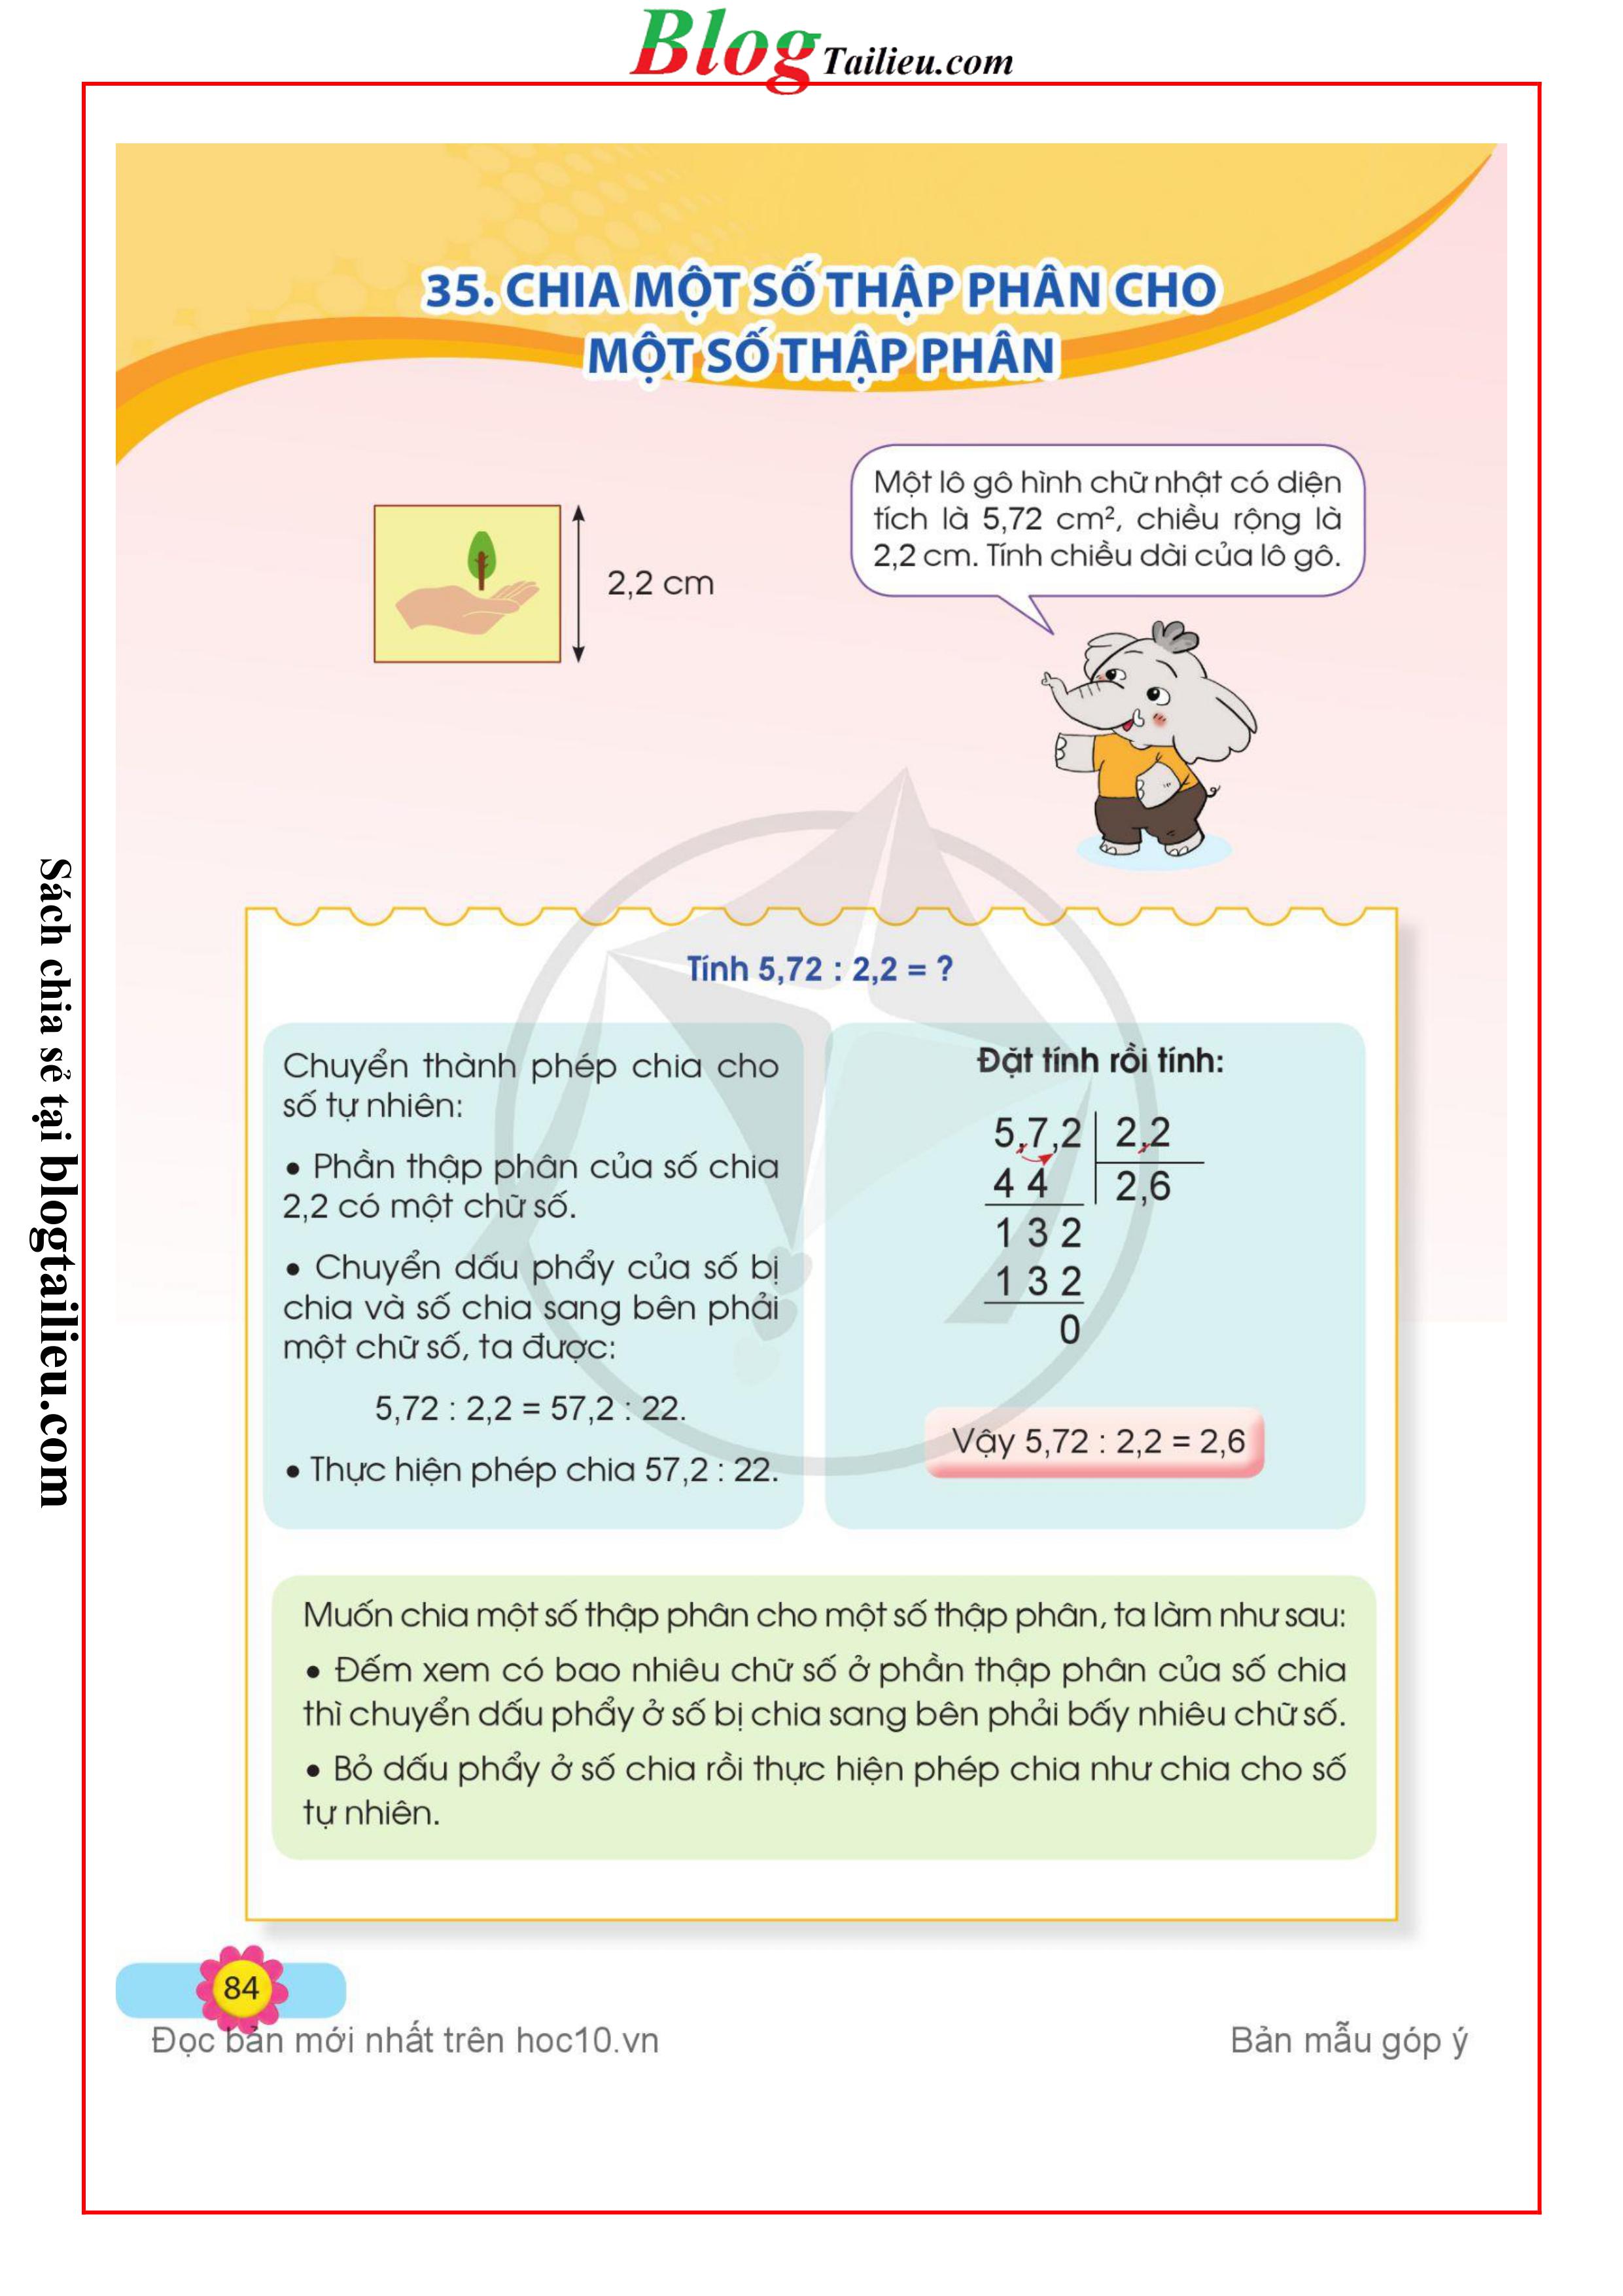 Blog Tailieu.com
35. CHIA MỘT SỐ THẬP PHÂN CHO
MỘT SỐ THẬP PHÂN
Một lô gô hình chữ nhật có diện
tích là 5,72 cm², chiều rộng là
2,2 cm. Tính chiều dài của lô gô.
2,2 cm
Sách chia sẻ tại blogtailieu.com
Tính 5,72 : 2,2 = ?
Chuyển thành phép chia cho
số tự nhiên:
• Phần thập phân của số chia
2,2 có một chữ số.
• Chuyển dấu phẩy của số bị
chia và số chia sang bên phải
một chữ số, ta được:
5,72 : 2,2 = 57,2 : 22.
• Thực hiện phép chia 57,2 : 22.
Đặt tính rồi tính:
5,7,2 2,2
4 4 2,6
1 3 2
1 3 2
0
Vậy 5,72 : 2,2 = 2,6
Muốn chia một số thập phân cho một số thập phân, ta làm như sau:
• Đếm xem có bao nhiêu chữ số ở phần thập phân của số chia
thì chuyển dấu phẩy ở số bị chia sang bên phải bấy nhiêu chữ số.
• Bỏ dấu phẩy ở số chia rồi thực hiện phép chia như chia cho số
tự nhiên.
84
Đọc bản mới nhất trên hoc10.vn
Bản mẫu góp ý